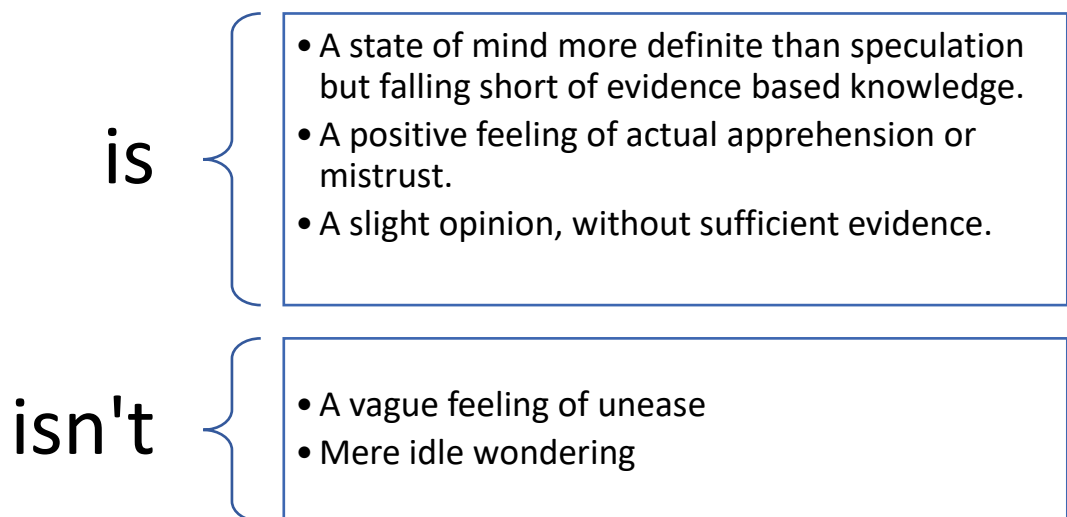 is
• A state of mind more definite than speculation
but falling short of evidence based knowledge.
• A positive feeling of actual apprehension or
mistrust.
• A slight opinion, without sufficient evidence.
isn't
• A vague feeling of unease
• Mere idle wondering